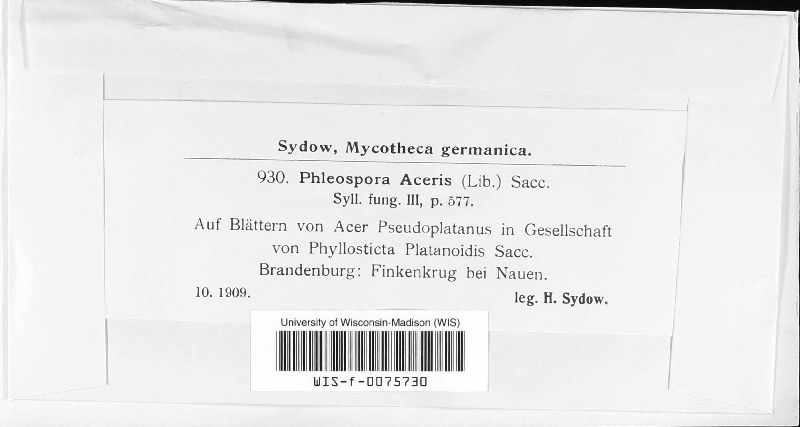 Sydow, Mycotheca germanica.
930. Phleospora Aceris (Lib.) Sacc.
Syll. fung. III, p. 577.
Auf Blättern von Acer Pseudoplatanus in Gesellschaft
von Phyllosticta Platanoidis Sacc.
Brandenburg: Finkenkrug bei Nauen.
10. 1909. leg. H. Sydow.
University of Wisconsin-Madison (WIS)
WIS-f-0075730